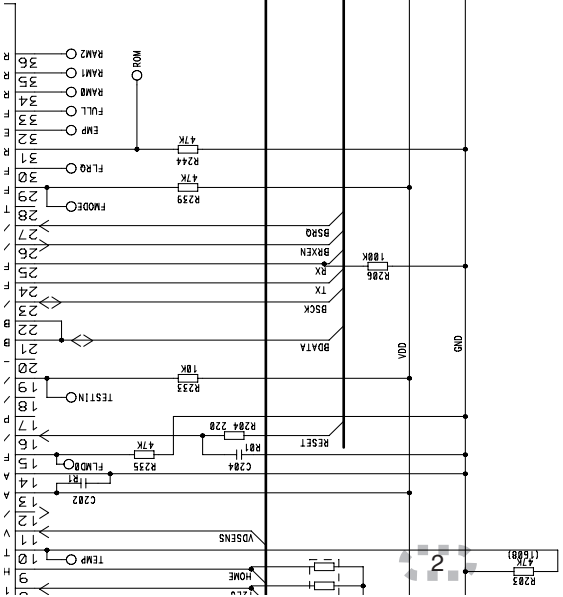 RAM2
36
RAM1
35
ROM
RAM0
34
FULL
33
EMP
32
47K
31
R244
FLRQ
30
47K
29
R239
FMODE
28
27
BSRQ
26
BRXEN
100K
25
RX
R206
24
TX
23
BSCK
22
21
BDATA
VDD
GND
20
10K
19
R233
TESTIN
18
17
R204 220
16
RESET
47K
R01
15
FLMD0
R235
C204
14
R1
C202
13
12
11
VDSENS
10
TEMP
2
(1608)
47K
R203
9
HOME